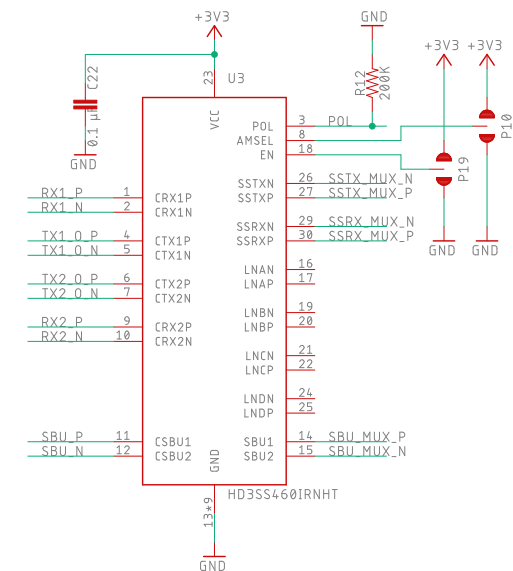 +3V3
GND
+3V3
+3V3
C22
0.1 µF
GND
23
U3
VCC
R12
200K
P10
P19
POL
3
POL
AMSEL
8
EN
18
SSTXN
26
SSTX_MUX_N
SSTXP
27
SSTX_MUX_P
RX1_P
1
CRX1P
RX1_N
2
CRX1N
SSRXN
29
SSRX_MUX_N
SSRXP
30
SSRX_MUX_P
TX1_O_P
4
CTX1P
TX1_O_N
5
CTX1N
GND
GND
LNAN
16
LNAP
17
TX2_O_P
6
CTX2P
TX2_O_N
7
CTX2N
LNBN
19
LNBP
20
RX2_P
9
CRX2P
RX2_N
10
CRX2N
LNCN
21
LNCP
22
LNDN
24
LNDP
25
SBU_P
11
CSBU1
SBU_N
12
CSBU2
SBU1
14
SBU_MUX_P
SBU2
15
SBU_MUX_N
GND
HD3SS460IRNHT
13*9
GND